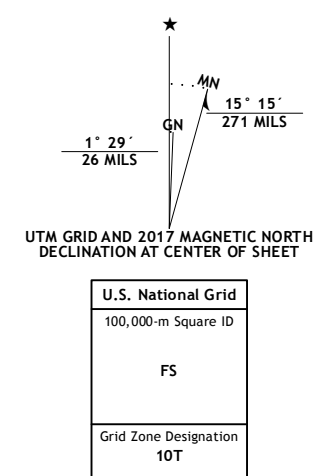 MN
GN
15° 15´
271 MILS
1° 29´
26 MILS
UTM GRID AND 2017 MAGNETIC NORTH
DECLINATION AT CENTER OF SHEET
U.S. National Grid
100,000-m Square ID
FS
Grid Zone Designation
10T